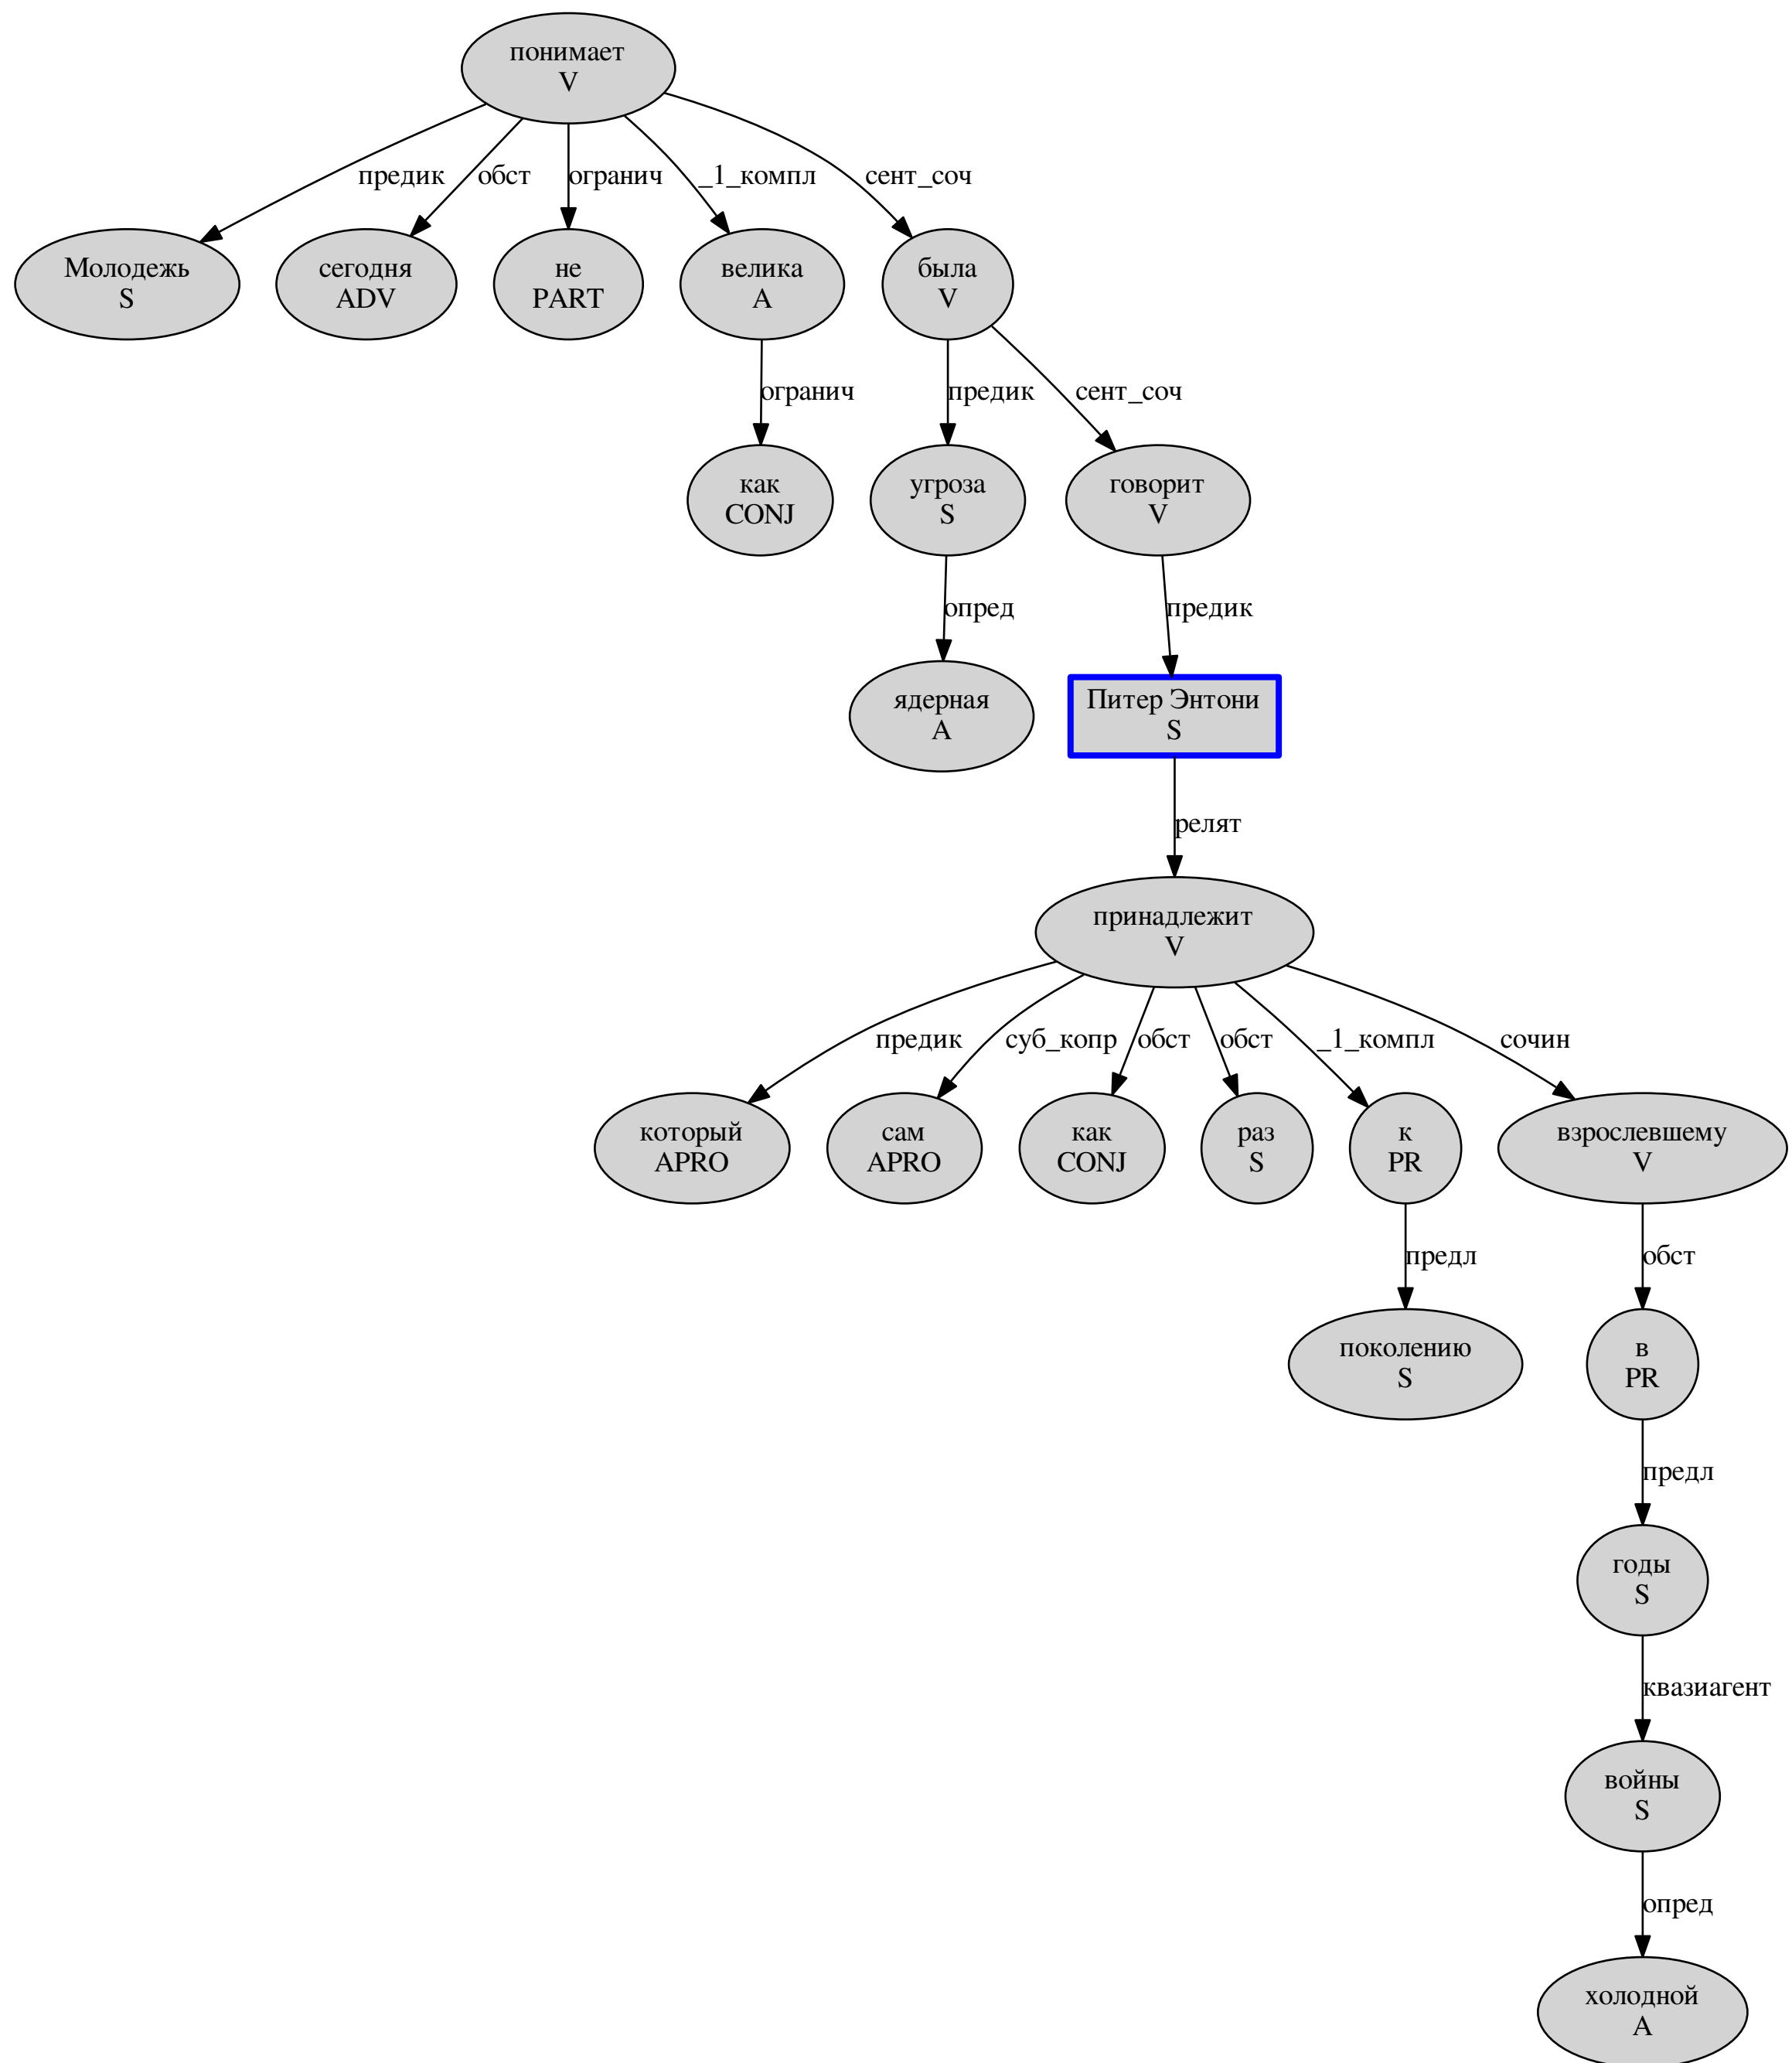 понимает
V
предик
обст
огранич
_1_компл
сент_соч
Молодежь
S
сегодня
ADV
не
PART
велика
A
была
V
огранич
предик
сент_соч
как
CONJ
угроза
S
говорит
V
опред
предик
ядерная
A
Питер Энтони
S
релят
принадлежит
V
предик
суб_копр
обст
обст
_1_компл
сочин
который
APRO
сам
APRO
как
CONJ
раз
S
к
PR
взрослевшему
V
предл
обст
поколению
S
в
PR
предл
годы
S
квазиагент
войны
S
опред
холодной
A